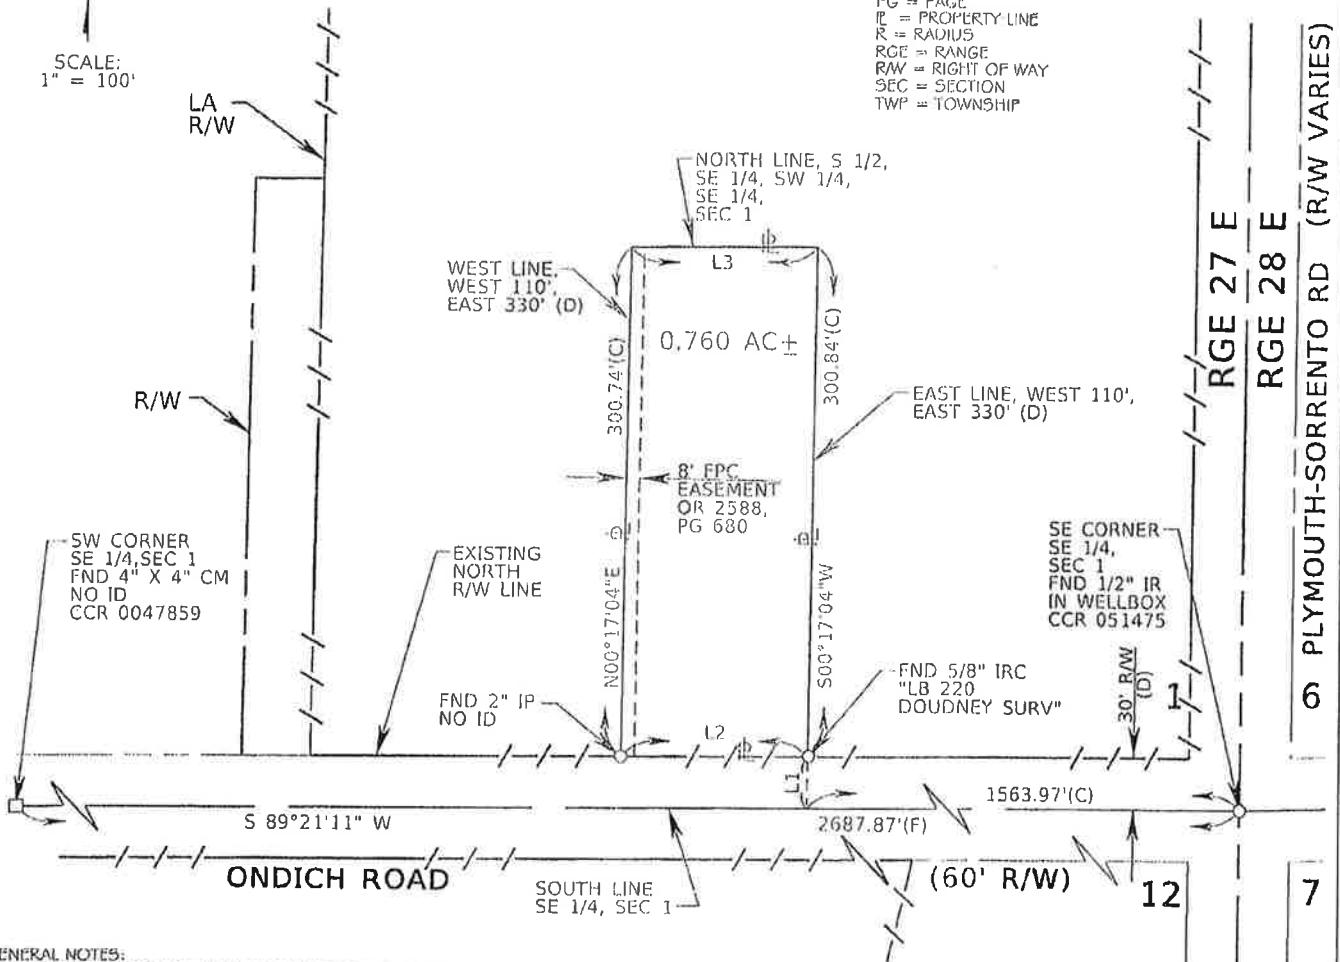 PG = PAGE
PL = PROPERTY LINE
R = RADIUS
RGE = RANGE
R/W = RIGHT OF WAY
SEC = SECTION
TWP = TOWNSHIP
SCALE:
1" = 100'
LA
R/W
NORTH LINE, S 1/2,
SE 1/4, SW 1/4,
SE 1/4,
SEC 1
L3
WEST LINE,
WEST 110',
EAST 330' (D)
0.760 AC±
300.74'(C)
300.84'(C)
R/W
EAST LINE, WEST 110',
EAST 330' (D)
RGE 27 E
RGE 28 E
PLYMOUTH-SORRENTO RD (R/W VARIES)
8' FPC
EASEMENT
OR 2588,
PG 680
SW CORNER
SE 1/4,SEC 1
FND 4" X 4" CM
NO ID
CCR 0047859
EXISTING
NORTH
R/W LINE
SE CORNER
SE 1/4,
SEC 1
FND 1/2" IR
IN WELLBOX
CCR 051475
N00°17'04"E
S00°17'04"W
FND 2" IP
NO ID
FND 5/8" IRC
"LB 220
DOUDNEY SURV"
30' R/W
(D)
1
6
L2
L1
S 89°21'11" W
1563.97'(C)
2687.87'(F)
ONDICH ROAD
(60' R/W)
SOUTH LINE
SE 1/4, SEC 1
12
7
ENERAL NOTES: